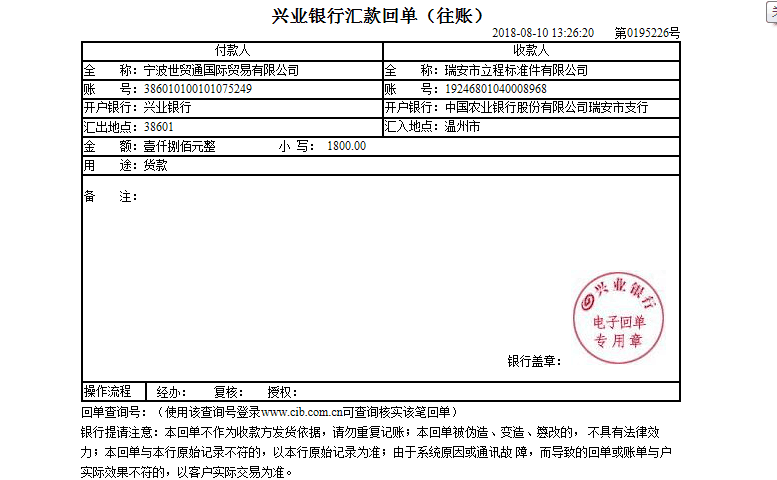 兴业银行汇款回单（往账）
2018-08-10 13:26:20 第0195226号
付款人 收款人
全 称：宁波世贸通国际贸易有限公司 全 称：瑞安市立程标准件有限公司
账 号：386010100101075249 账 号：19246801040008968
开户银行：兴业银行 开户银行：中国农业银行股份有限公司瑞安市支行
汇出地点：38601 汇入地点：温州市
金 额：壹仟捌佰元整 小 写： 1800.00
用 途：货款
备 注：
兴业银行
电子回单
专用章
银行盖章：
操作流程 经办： 复核： 授权：
回单查询号：（使用该查询号登录www.cib.com.cn可查询核实该笔回单）
银行提请注意：本回单不作为收款方发货依据，请勿重复记账；本回单被伪造、变造、篡改的， 不具有法律效
力；本回单与本行原始记录不符的，以本行原始记录为准；由于系统原因或通讯故 障，而导致的回单或账单与户
实际效果不符的，以客户实际交易为准。